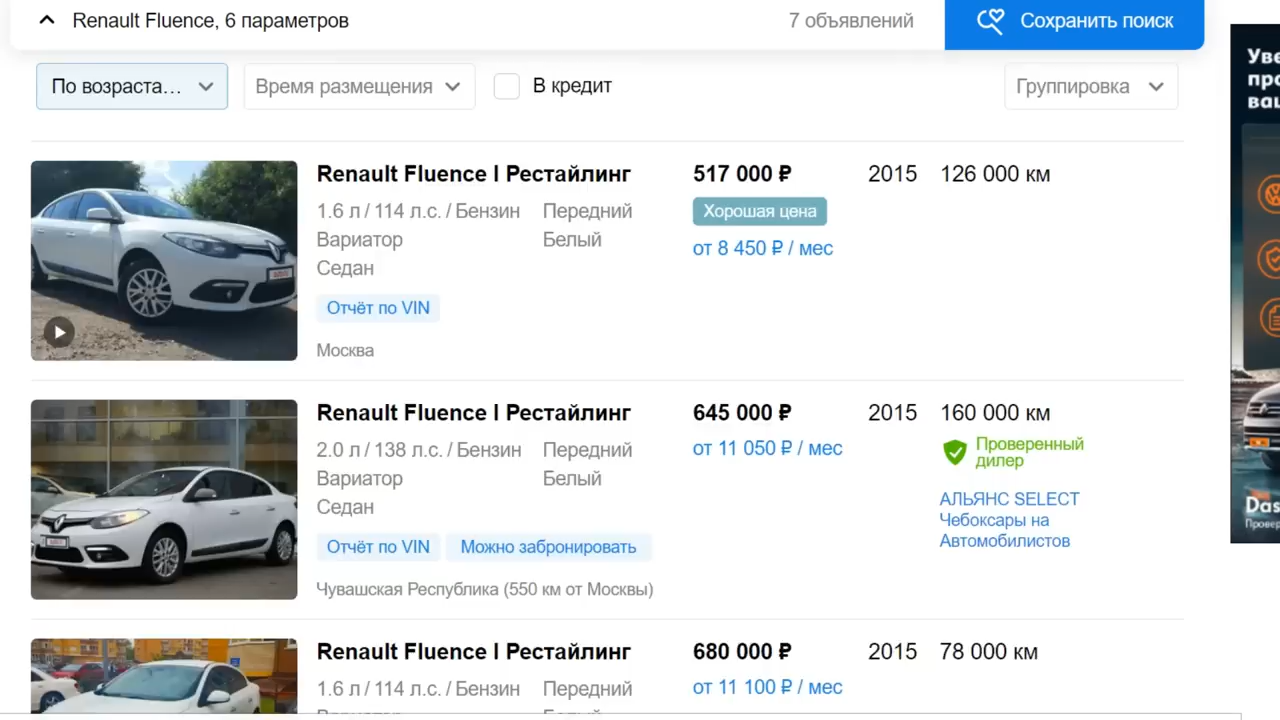 Renault Fluence, 6 параметров
7 объявлений
Сохранить поиск
По возраста...
Время размещения
В кредит
Группировка
Renault Fluence I Рестайлинг
517 000 ₽
2015
126 000 км
1.6 л / 114 л.с. / Бензин
Передний
Хорошая цена
Вариатор
Белый
от 8 450 ₽ / мес
Седан
Отчёт по VIN
Москва
Renault Fluence I Рестайлинг
645 000 ₽
2015
160 000 км
2.0 л / 138 л.с. / Бензин
Передний
от 11 050 ₽ / мес
Проверенный
дилер
Вариатор
Белый
Седан
АЛЬЯНС SELECT
Чебоксары на
Автомобилистов
Отчёт по VIN
Можно забронировать
Чувашская Республика (550 км от Москвы)
Renault Fluence I Рестайлинг
680 000 ₽
2015
78 000 км
1.6 л / 114 л.с. / Бензин
Передний
от 11 100 ₽ / мес